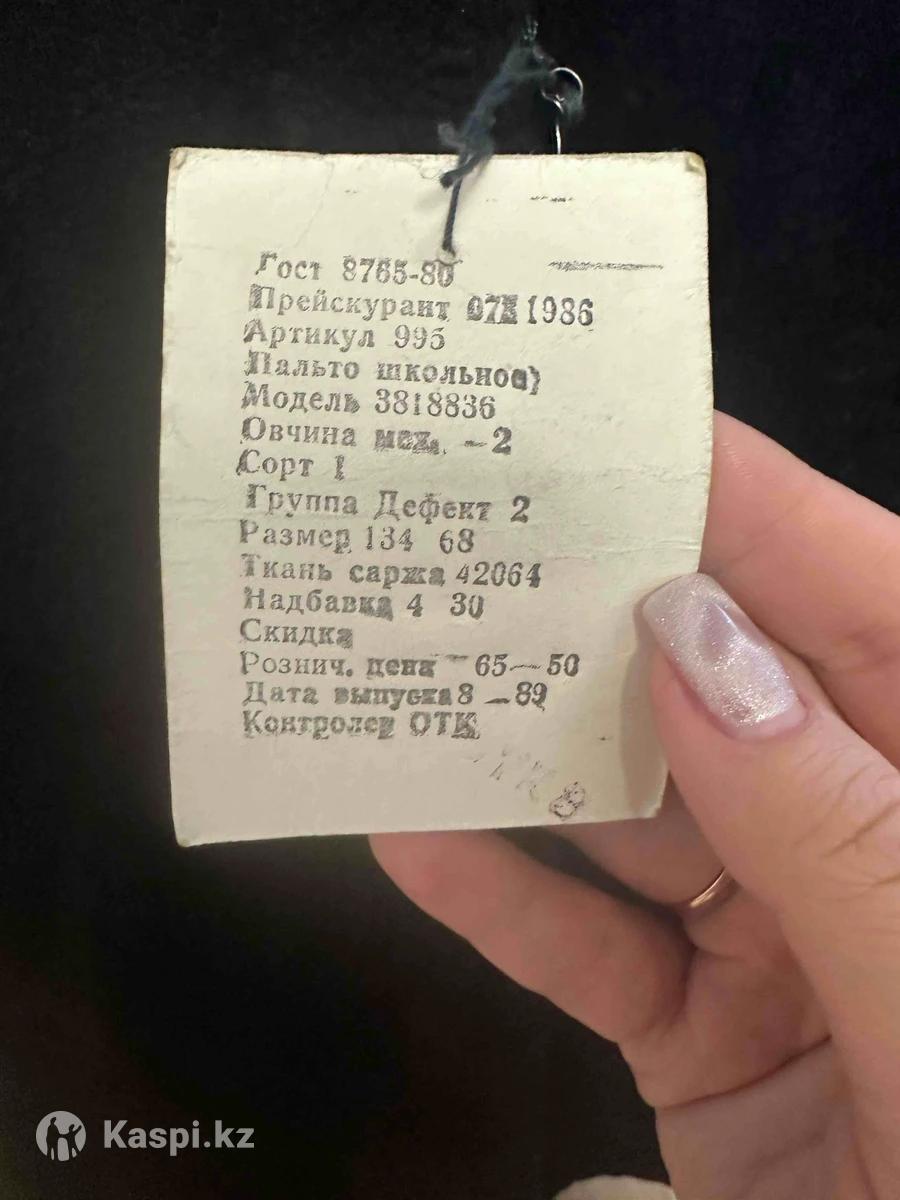 Гост 8765-80
Прейскурант 07И 1986
Артикул 995
Пальто школьное)
Модель 3818836
Овчина мех. -2
Сорт 1
Группа Дефект 2
Размер 134 68
Ткань саржа 42064
Надбавка 4 30
Скидка
Рознич. цена - 65-50
Дата выпуска 8-89
Контролер ОТК
Kaspi.kz